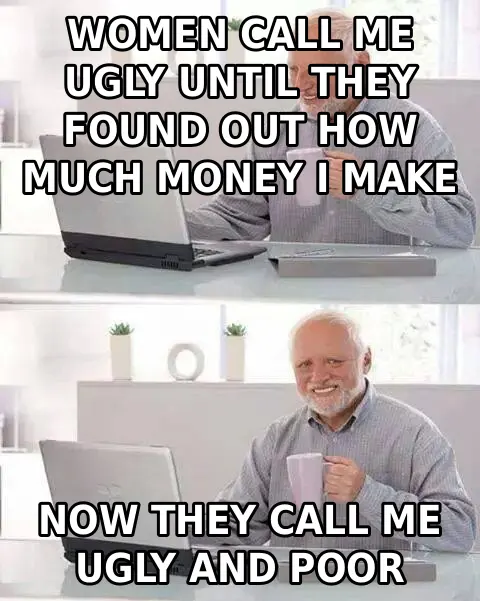 WOMEN CALL ME
UGLY UNTIL THEY
FOUND OUT HOW
MUCH MONEY I MAKE
NOW THEY CALL ME
UGLY AND POOR